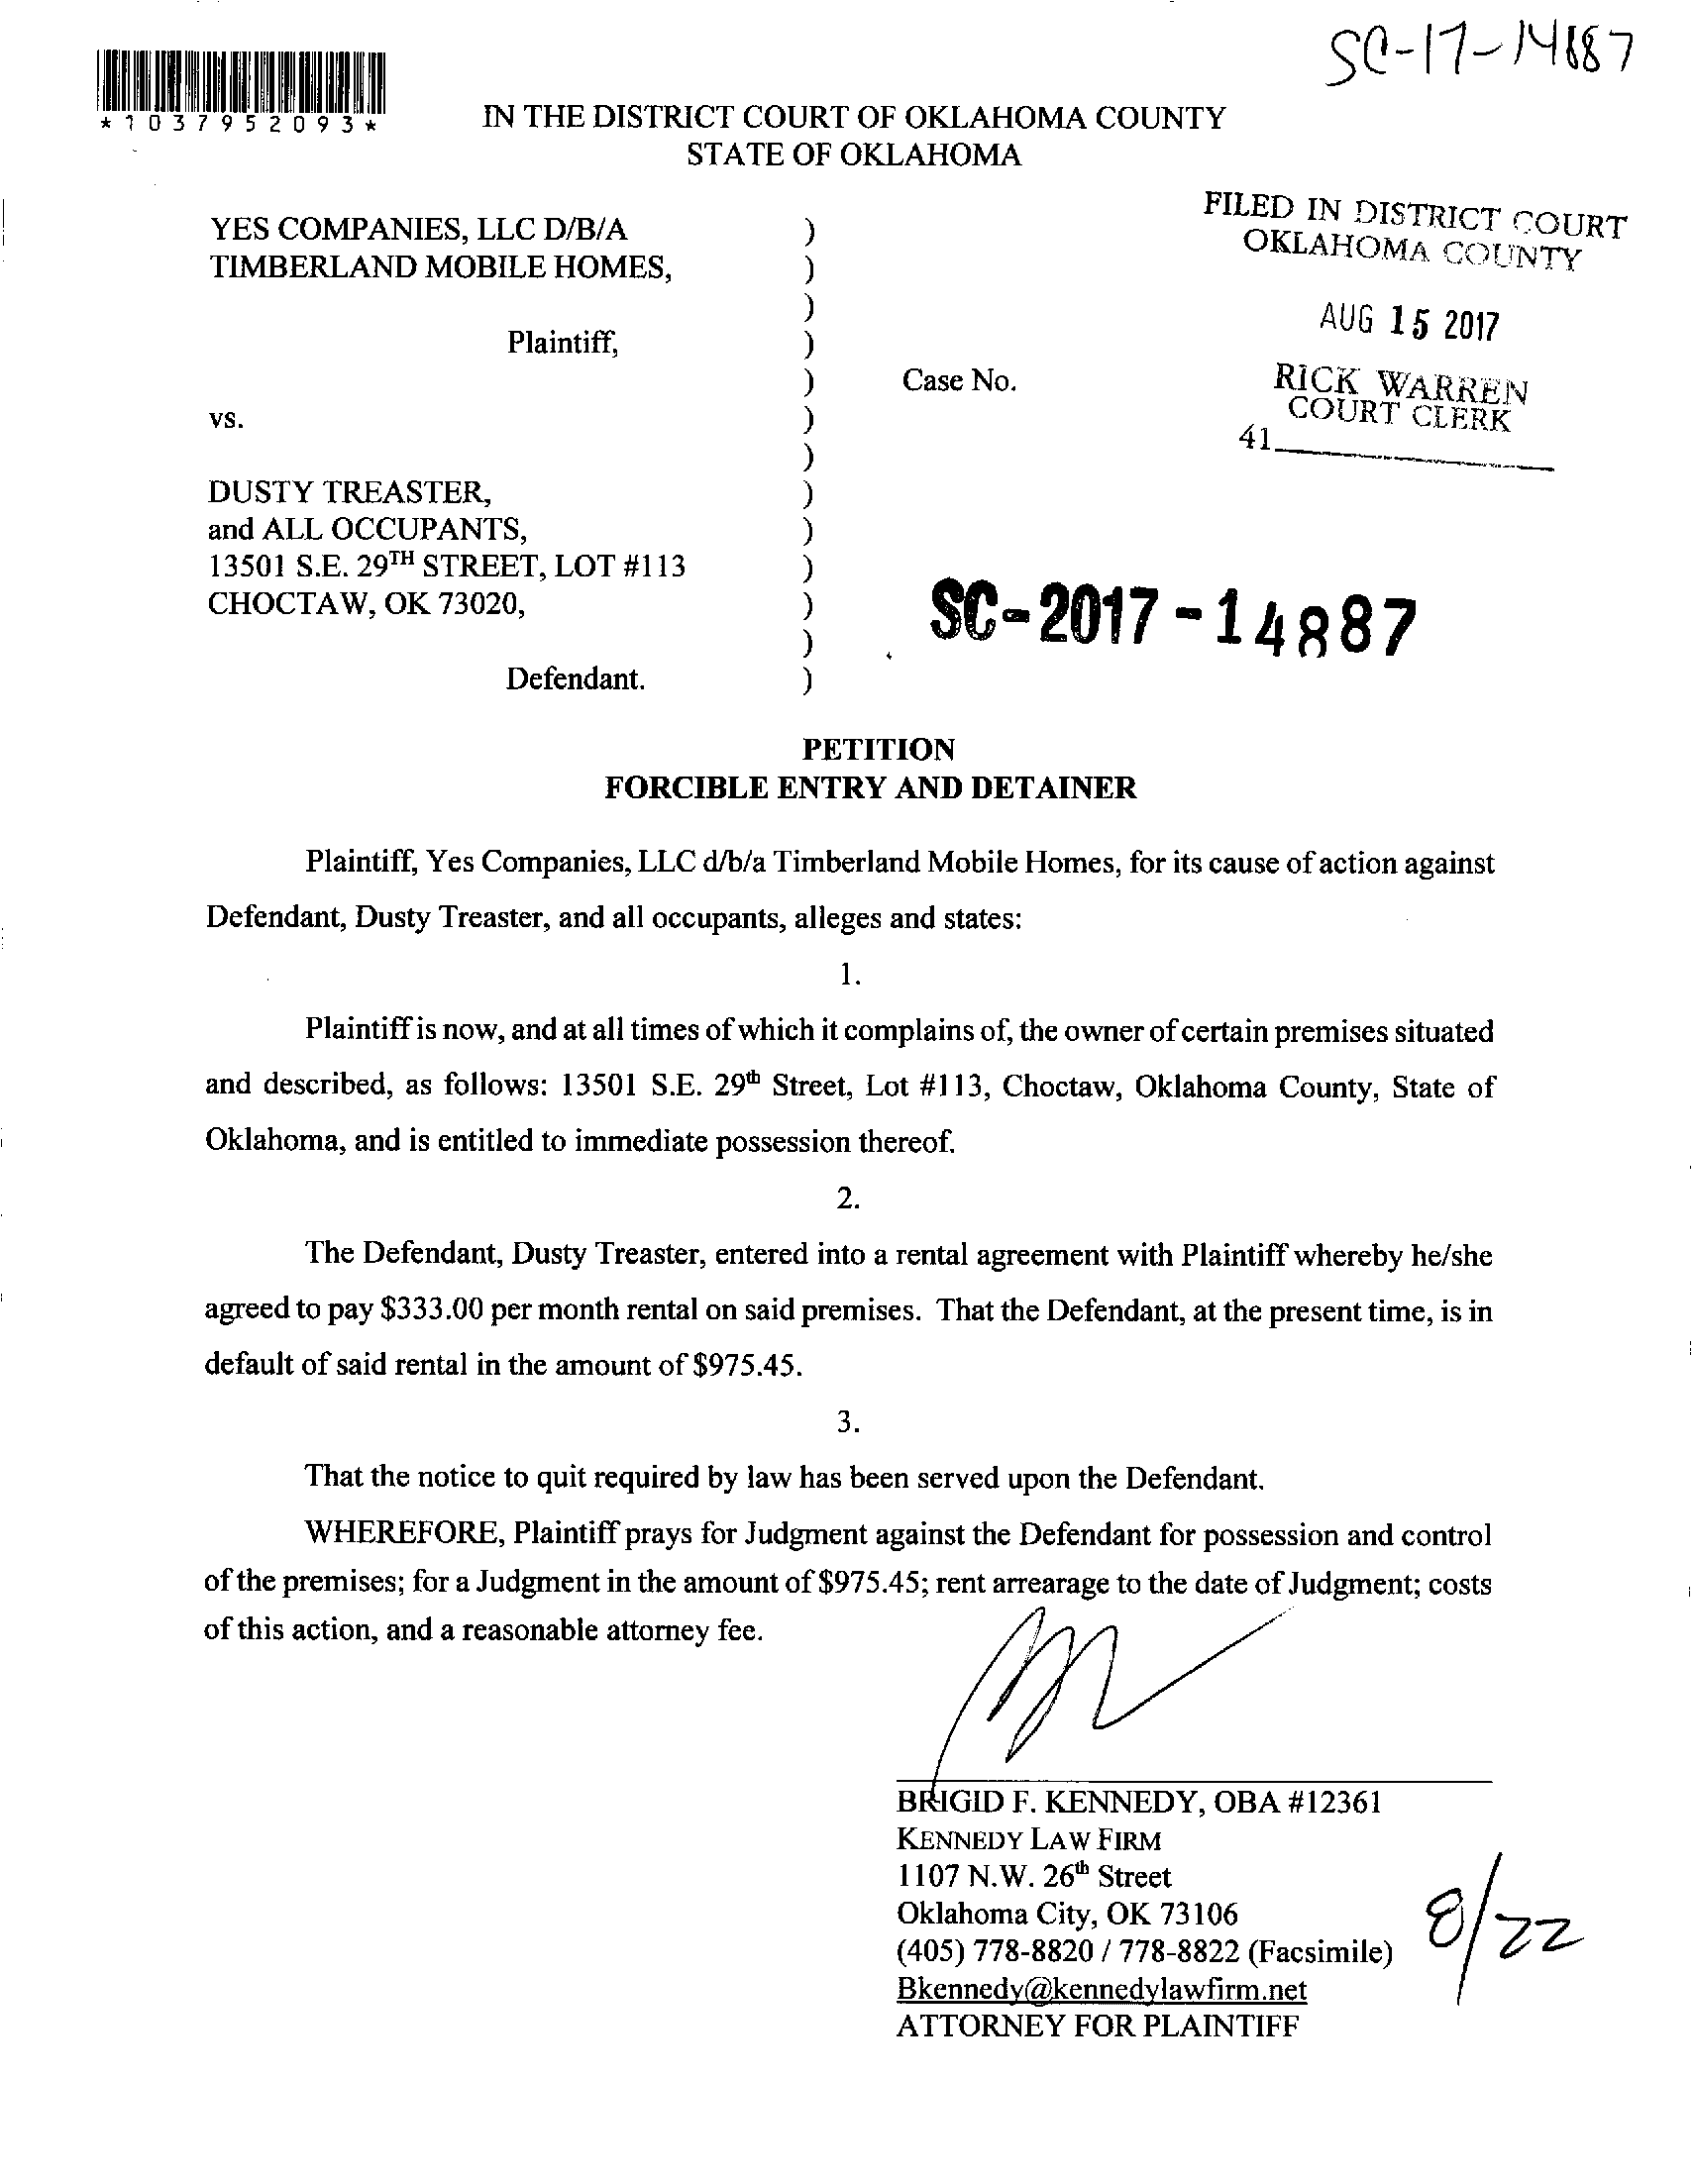 SC-17-14887
*1037952093*
IN THE DISTRICT COURT OF OKLAHOMA COUNTY
STATE OF OKLAHOMA
FILED IN DISTRICT COURT
OKLAHOMA COUNTY
AUG 15 2017
RICK WARREN
COURT CLERK
41
YES COMPANIES, LLC D/B/A )
TIMBERLAND MOBILE HOMES, )
)
Plaintiff, )
) Case No.
vs. )
)
DUSTY TREASTER, )
and ALL OCCUPANTS, )
13501 S.E. 29TH STREET, LOT #113 )
CHOCTAW, OK 73020, )
)
Defendant. )
SC-2017-14887
PETITION
FORCIBLE ENTRY AND DETAINER
Plaintiff, Yes Companies, LLC d/b/a Timberland Mobile Homes, for its cause of action against
Defendant, Dusty Treaster, and all occupants, alleges and states:
1.
Plaintiff is now, and at all times of which it complains of, the owner of certain premises situated
and described, as follows: 13501 S.E. 29th Street, Lot #113, Choctaw, Oklahoma County, State of
Oklahoma, and is entitled to immediate possession thereof.
2.
The Defendant, Dusty Treaster, entered into a rental agreement with Plaintiff whereby he/she
agreed to pay $333.00 per month rental on said premises. That the Defendant, at the present time, is in
default of said rental in the amount of $975.45.
3.
That the notice to quit required by law has been served upon the Defendant.
WHEREFORE, Plaintiff prays for Judgment against the Defendant for possession and control
of the premises; for a Judgment in the amount of $975.45; rent arrearage to the date of Judgment; costs
of this action, and a reasonable attorney fee.
BRIGID F. KENNEDY, OBA #12361
KENNEDY LAW FIRM
1107 N.W. 26th Street
Oklahoma City, OK 73106
(405) 778-8820 / 778-8822 (Facsimile)
Bkennedy@kennedylawfirm.net
ATTORNEY FOR PLAINTIFF
8/22